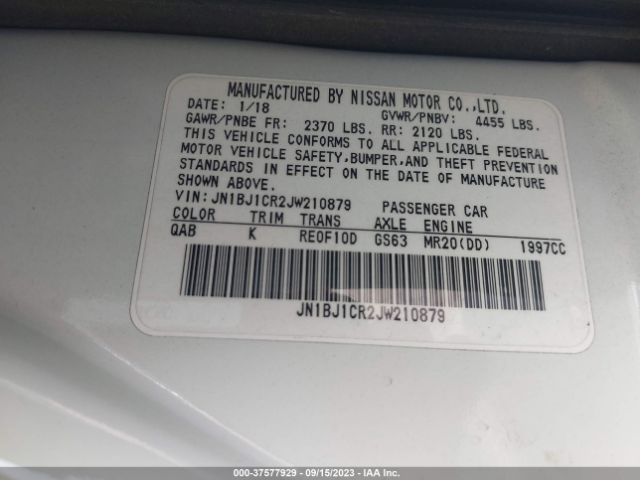 MANUFACTURED BY NISSAN MOTOR CO.,LTD.
DATE: 1/18 GVWR/PNBV: 4455 LBS.
GAWR/PNBE FR: 2370 LBS. RR: 2120 LBS.
THIS VEHICLE CONFORMS TO ALL APPLICABLE FEDERAL
MOTOR VEHICLE SAFETY,BUMPER,AND THEFT PREVENTION
STANDARDS IN EFFECT ON THE DATE OF MANUFACTURE
SHOWN ABOVE.
VIN: JN1BJ1CR2JW210879 PASSENGER CAR
COLOR TRIM TRANS AXLE ENGINE
QAB K RE0F10D GS63 MR20(DD) 1997CC
JN1BJ1CR2JW210879
000-37577929 - 09/15/2023 - IAA Inc.